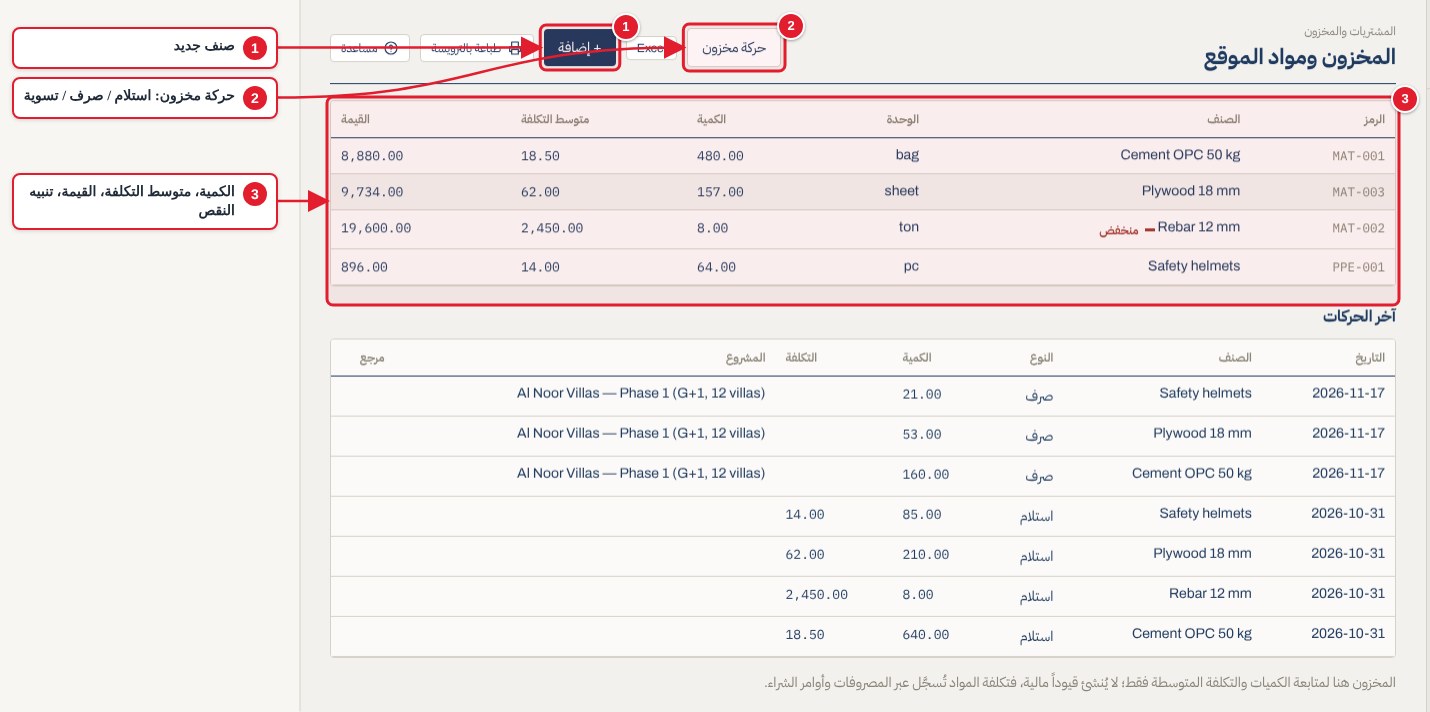 المشتريات والمخزون
المخزون ومواد الموقع
حركة مخزون
2
+ إضافة
1
طباعة بالترويسة
مساعدة
1 صنف جديد
2 حركة مخزون: استلام / صرف / تسوية
3 الكمية، متوسط التكلفة، القيمة، تنبيه
النقص
3
الرمز الصنف الوحدة الكمية متوسط التكلفة القيمة
MAT-001 Cement OPC 50 kg bag 480.00 18.50 8,880.00
MAT-003 Plywood 18 mm sheet 157.00 62.00 9,734.00
MAT-002 Rebar 12 mm منخفض ton 8.00 2,450.00 19,600.00
PPE-001 Safety helmets pc 64.00 14.00 896.00
آخر الحركات
التاريخ الصنف النوع الكمية التكلفة المشروع مرجع
2026-11-17 Safety helmets صرف 21.00 Al Noor Villas — Phase 1 (G+1, 12 villas)
2026-11-17 Plywood 18 mm صرف 53.00 Al Noor Villas — Phase 1 (G+1, 12 villas)
2026-11-17 Cement OPC 50 kg صرف 160.00 Al Noor Villas — Phase 1 (G+1, 12 villas)
2026-10-31 Safety helmets استلام 85.00 14.00
2026-10-31 Plywood 18 mm استلام 210.00 62.00
2026-10-31 Rebar 12 mm استلام 8.00 2,450.00
2026-10-31 Cement OPC 50 kg استلام 640.00 18.50
المخزون هنا لمتابعة الكميات والتكلفة المتوسطة فقط؛ لا يُنشئ قيوداً مالية، فتكلفة المواد تُسجَّل عبر المصروفات وأوامر الشراء.